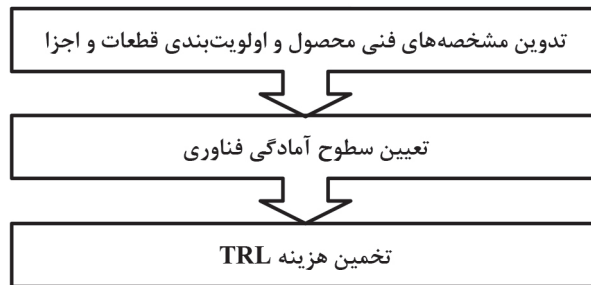 تدوین مشخصه‌های فنی محصول و اولویت‌بندی قطعات و اجزا
تعیین سطوح آمادگی فناوری
تخمین هزینه TRL